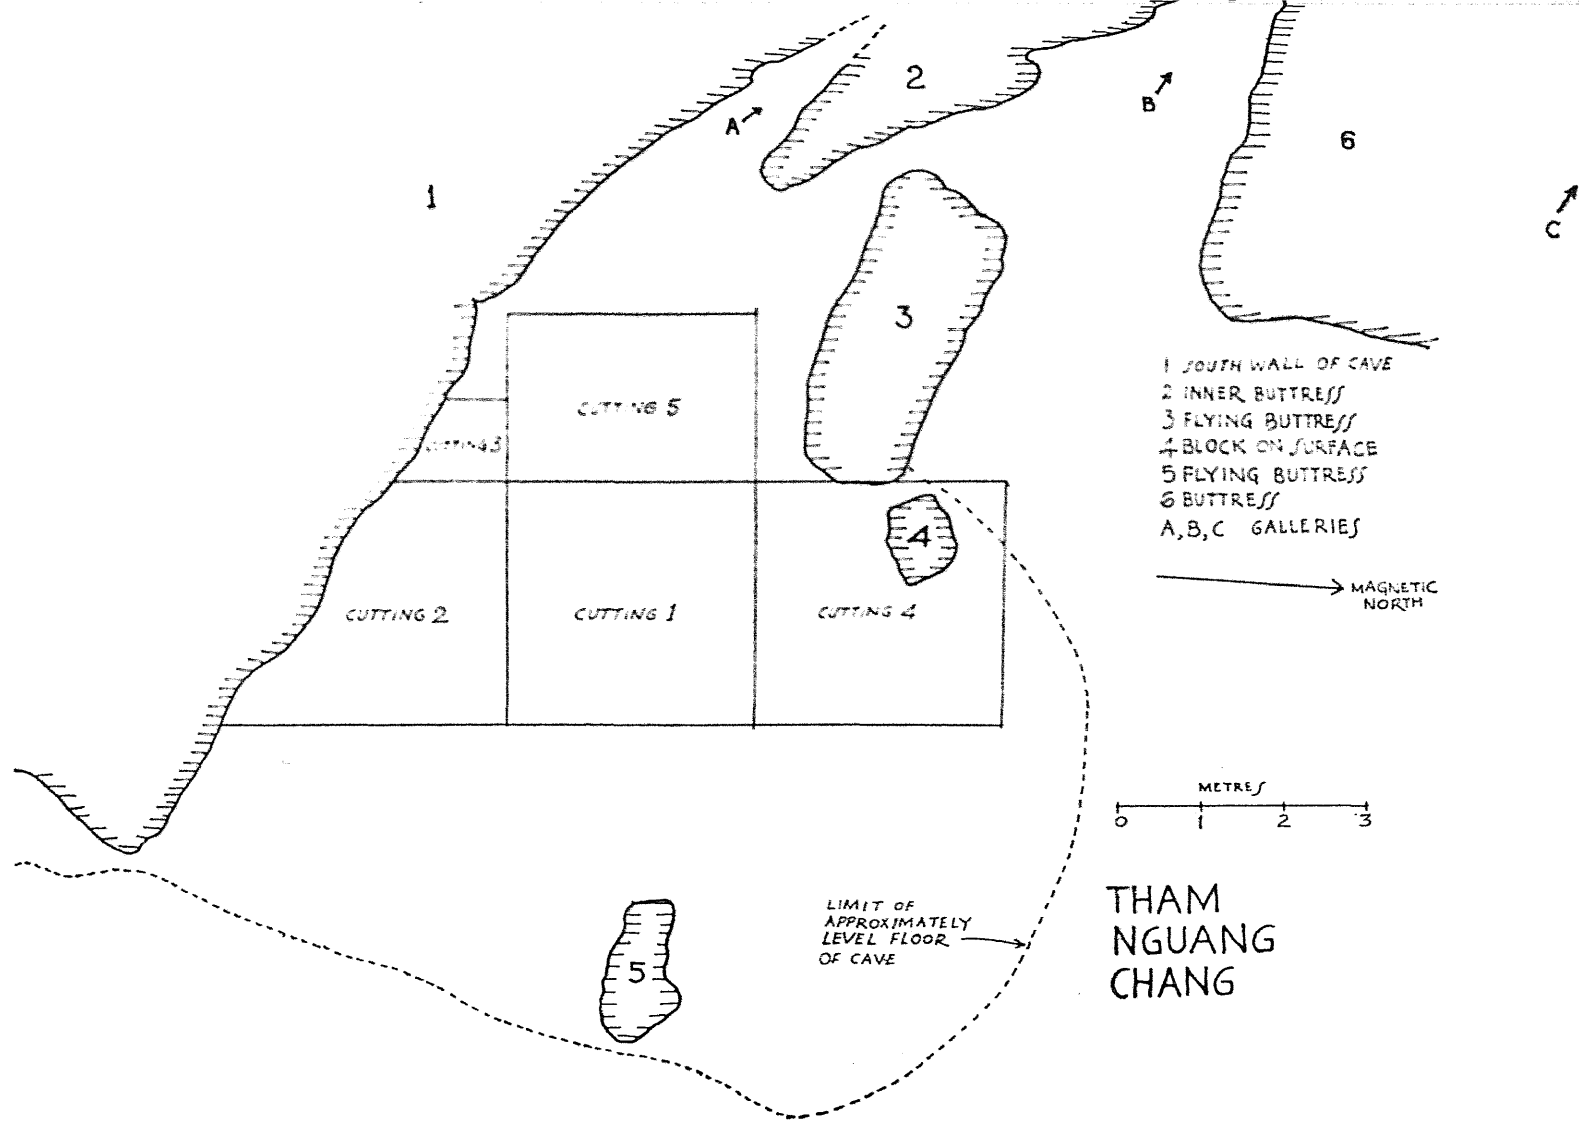 2
A
B
6
1
C
3
1 SOUTH WALL OF CAVE
2 INNER BUTTRESS
3 FLYING BUTTRESS
4 BLOCK ON SURFACE
5 FLYING BUTTRESS
6 BUTTRESS
A, B, C GALLERIES
CUTTING 5
CUTTING 3
4
MAGNETIC
NORTH
CUTTING 2
CUTTING 1
CUTTING 4
METRES
0 1 2 3
LIMIT OF
APPROXIMATELY
LEVEL FLOOR
OF CAVE
THAM
NGUANG
CHANG
5